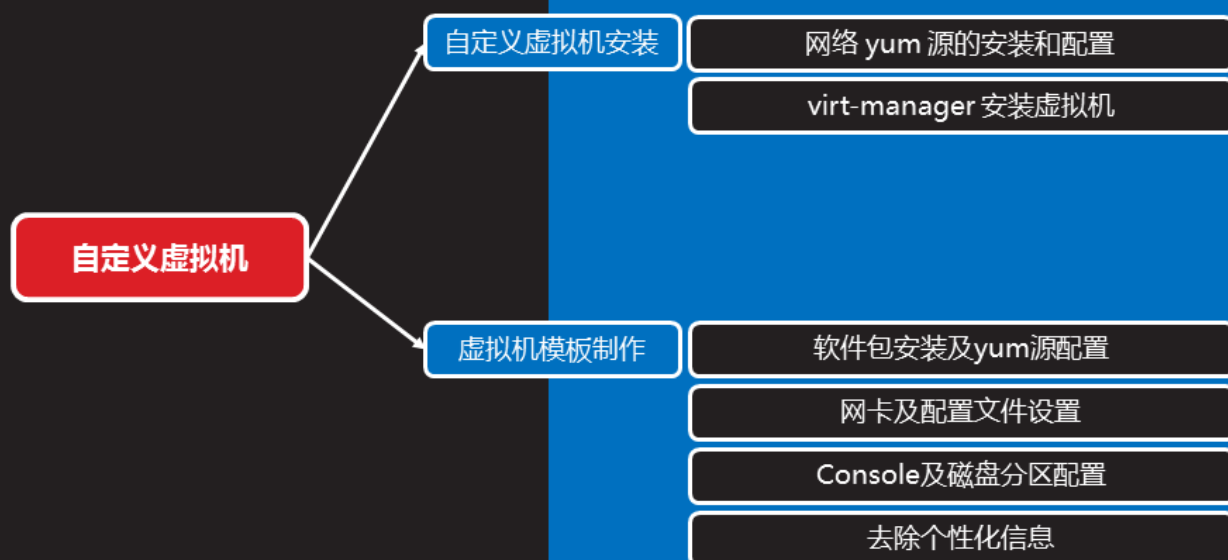 自定义虚拟机
自定义虚拟机安装
网络 yum 源的安装和配置
virt-manager 安装虚拟机
虚拟机模板制作
软件包安装及yum源配置
网卡及配置文件设置
Console及磁盘分区配置
去除个性化信息